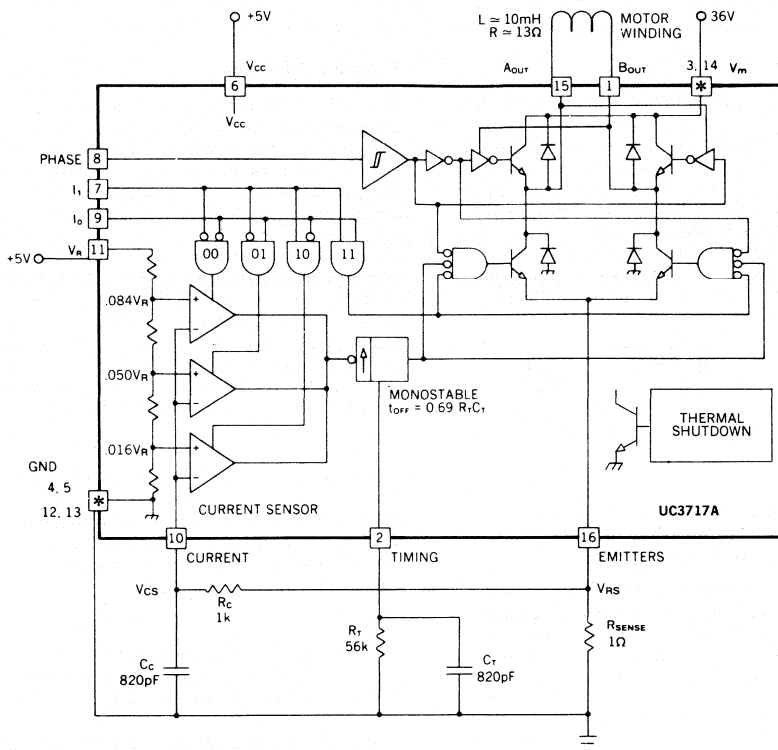 +5V
L ≃ 10mH
R ≃ 13Ω
MOTOR
WINDING
36V
VCC
AOUT
BOUT
3, 14 Vm
6
15
1
*
VCC
PHASE 8
I1 7
I0 9
+5V
VR 11
00
01
10
11
.084VR
+
−
.050VR
+
−
.016VR
+
−
MONOSTABLE
tOFF = 0.69 RTCT
THERMAL
SHUTDOWN
GND
4, 5
*
12, 13
CURRENT SENSOR
UC3717A
10
CURRENT
2
TIMING
16
EMITTERS
VCS
RC
1k
VRS
RT
56k
RSENSE
1Ω
CC
820pF
CT
820pF